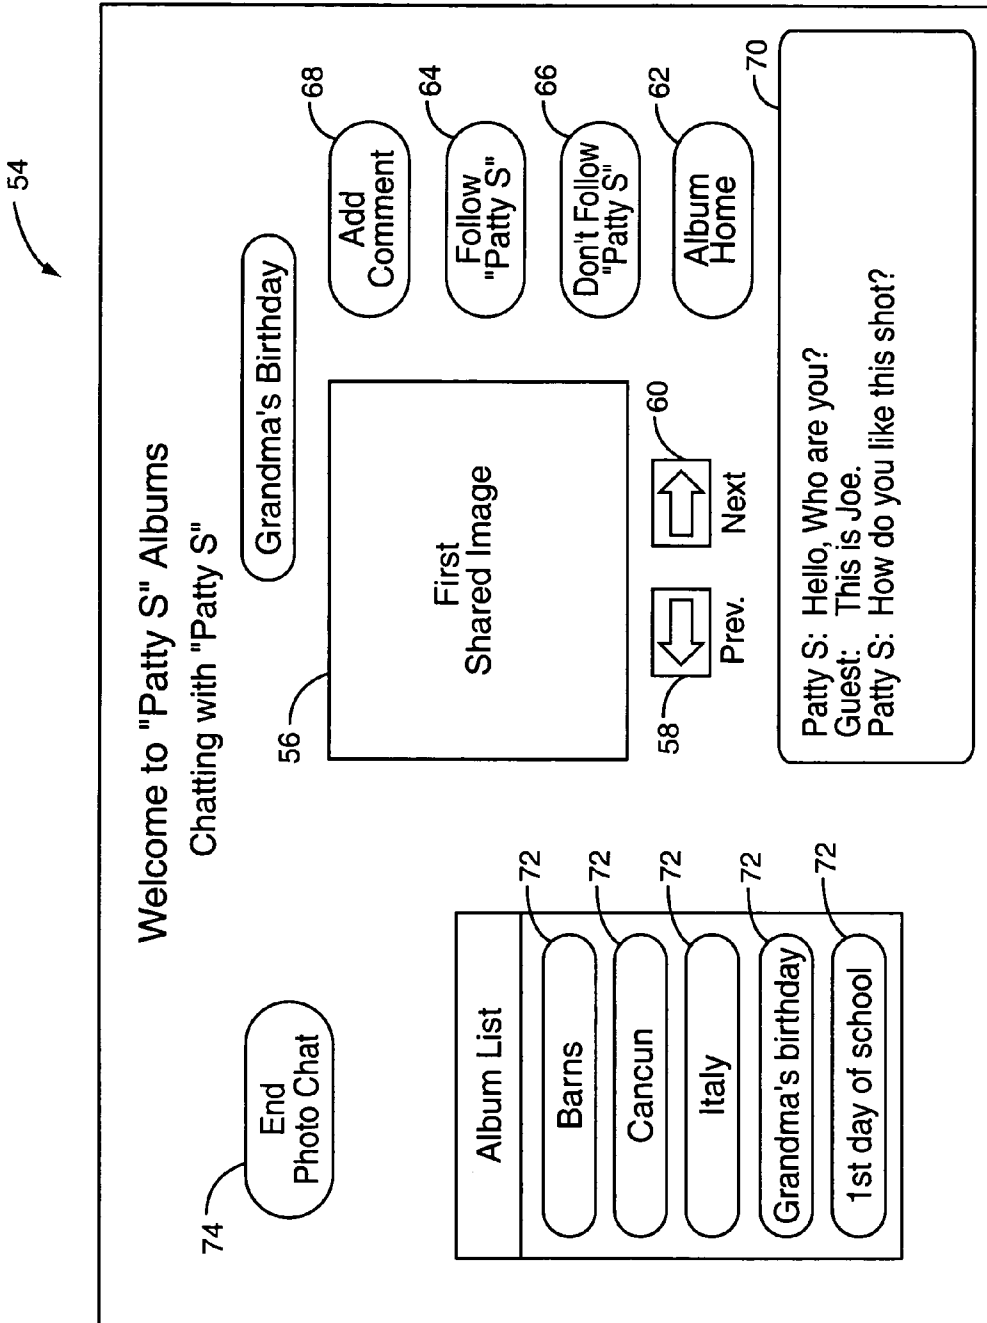 54
Welcome to "Patty S" Albums
Chatting with "Patty S"
74
End
Photo Chat
Grandma's Birthday
56
First
Shared Image
68
Add
Comment
64
Follow
"Patty S"
66
Don't Follow
"Patty S"
62
Album
Home
58
60
Prev.
Next
Album List
72
Barns
72
Cancun
72
Italy
72
Grandma's birthday
72
1st day of school
70
Patty S: Hello, Who are you?
Guest: This is Joe.
Patty S: How do you like this shot?